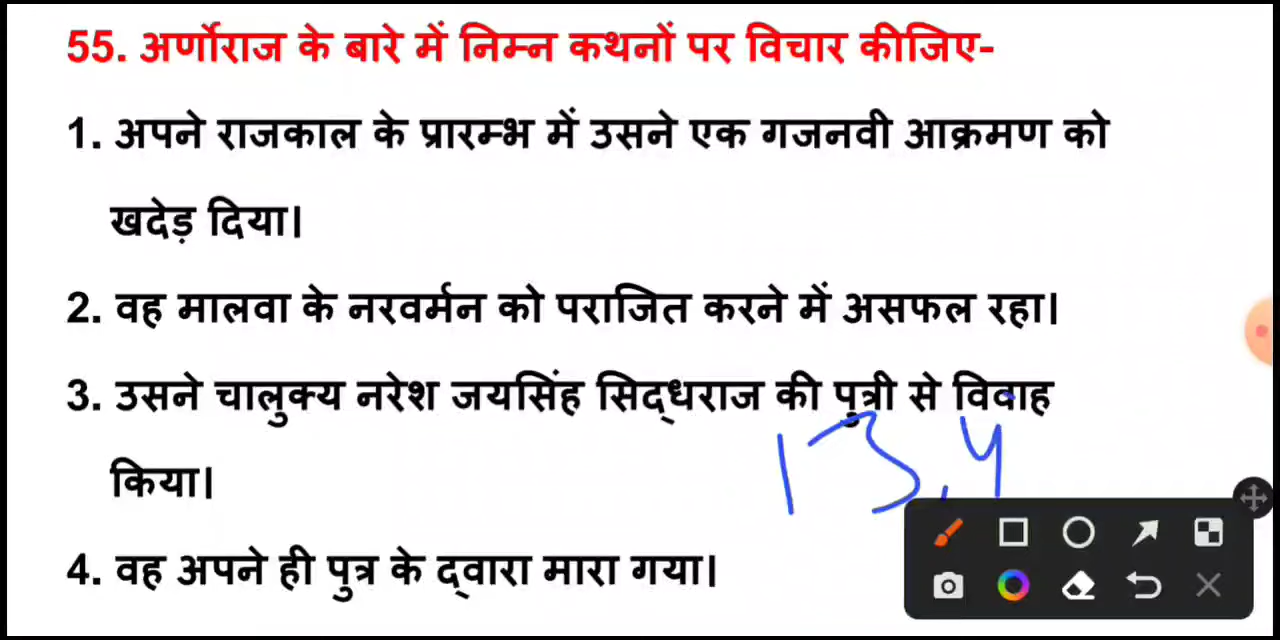 55. अर्णोराज के बारे में निम्न कथनों पर विचार कीजिए-
1. अपने राजकाल के प्रारम्भ में उसने एक गजनवी आक्रमण को
खदेड़ दिया।
2. वह मालवा के नरवर्मन को पराजित करने में असफल रहा।
3. उसने चालुक्य नरेश जयसिंह सिद्धराज की पुत्री से विवाह
किया।
1 3, 4
4. वह अपने ही पुत्र के द्वारा मारा गया।